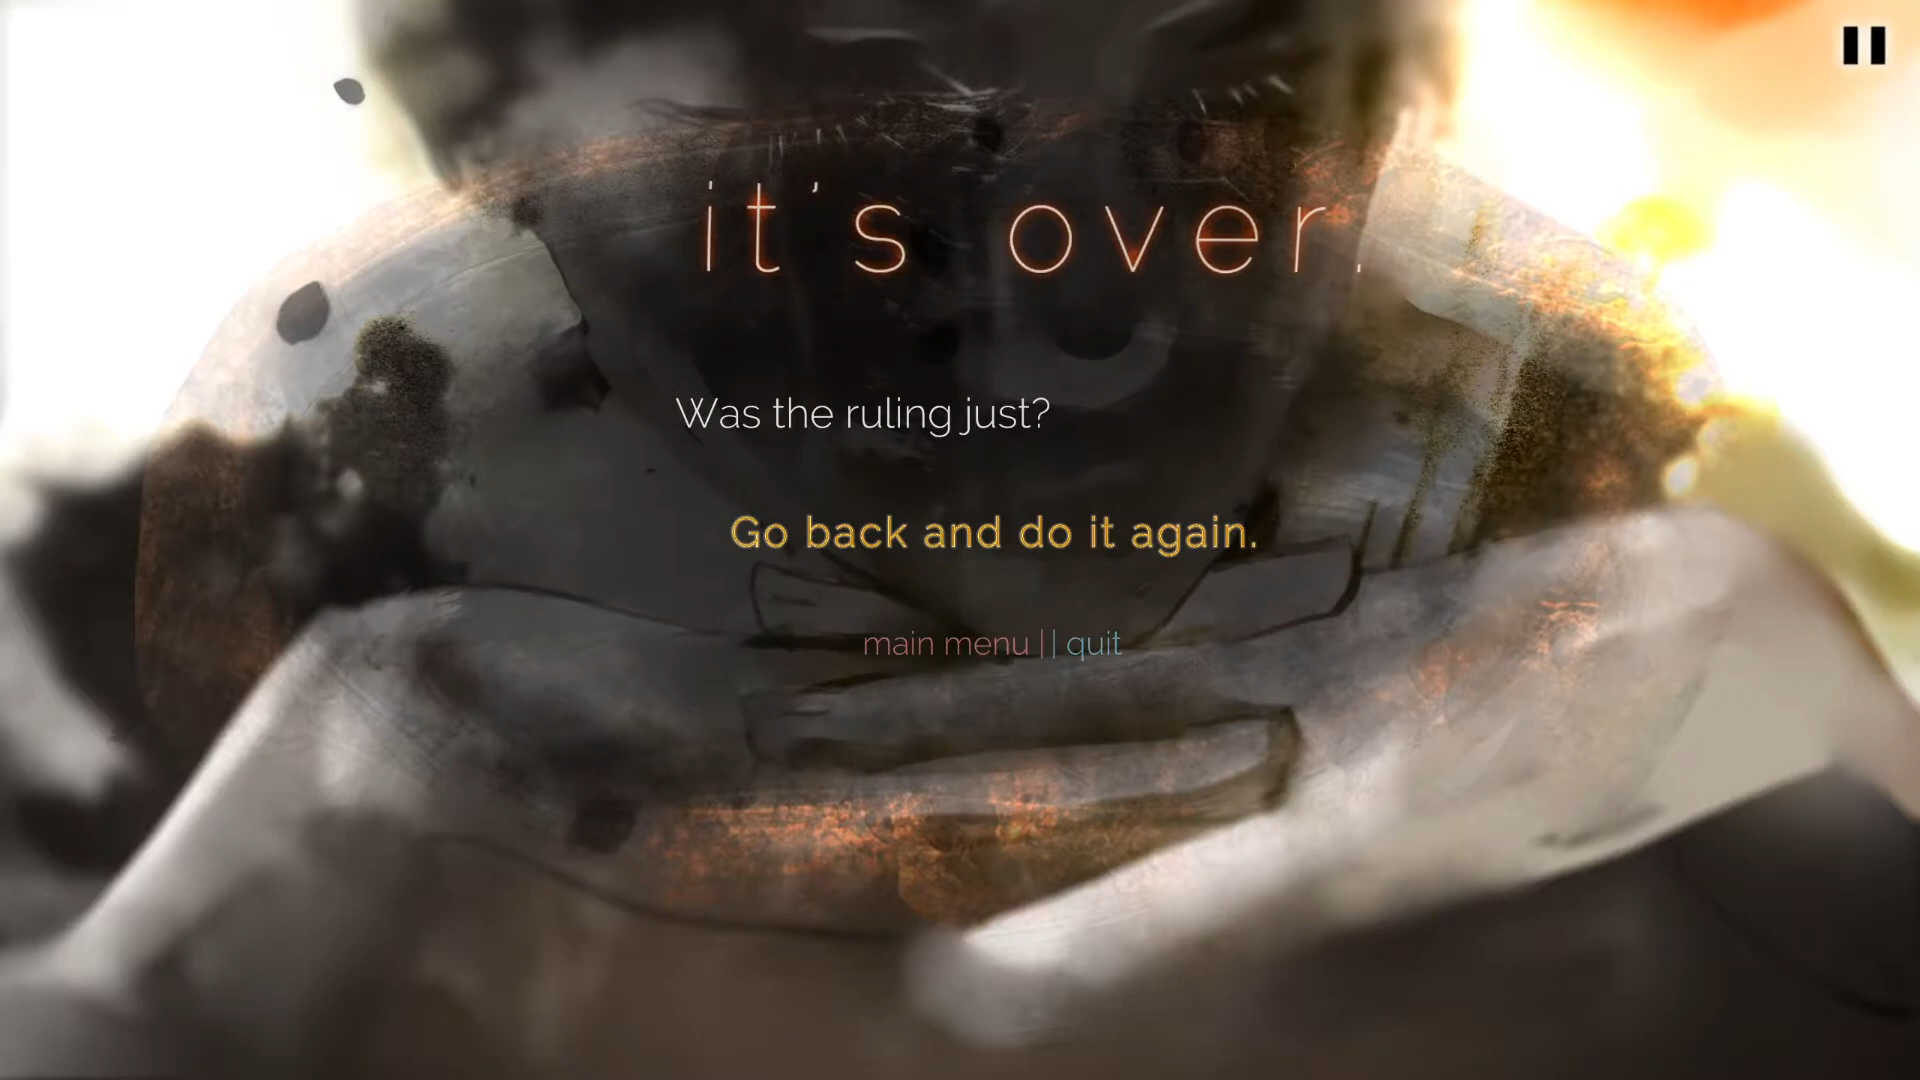 it's over.
Was the ruling just?
Go back and do it again.
main menu || quit